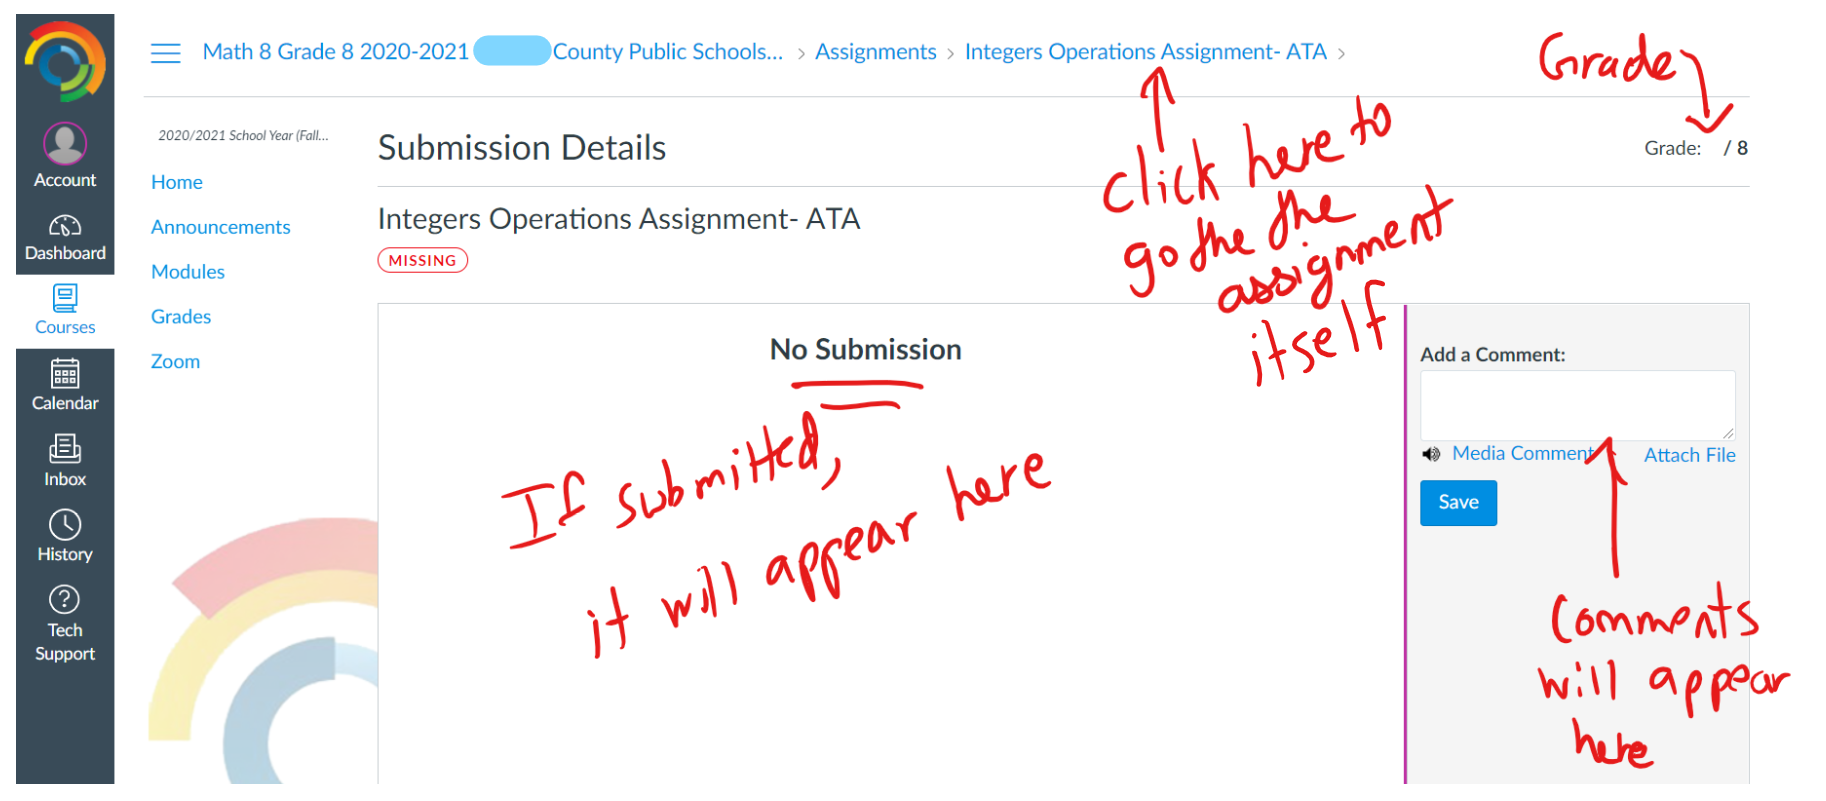 Math 8 Grade 8 2020-2021 County Public Schools... > Assignments > Integers Operations Assignment- ATA >
Grade
2020/2021 School Year (Fall...
Submission Details
Grade: / 8
click here to
go the the
assignment
itself
Account
Dashboard
Courses
Calendar
Inbox
History
Tech
Support
Home
Announcements
Modules
Grades
Zoom
Integers Operations Assignment- ATA
MISSING
No Submission
If submitted,
it will appear here
Add a Comment:
Media Comment
Attach File
Save
Comments
will appear
here